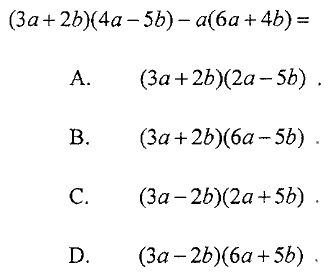 (3a+2b)(4a−5b)−a(6a+4b)=
A. (3a+2b)(2a−5b) .
B. (3a+2b)(6a−5b) .
C. (3a−2b)(2a+5b) .
D. (3a−2b)(6a+5b) .